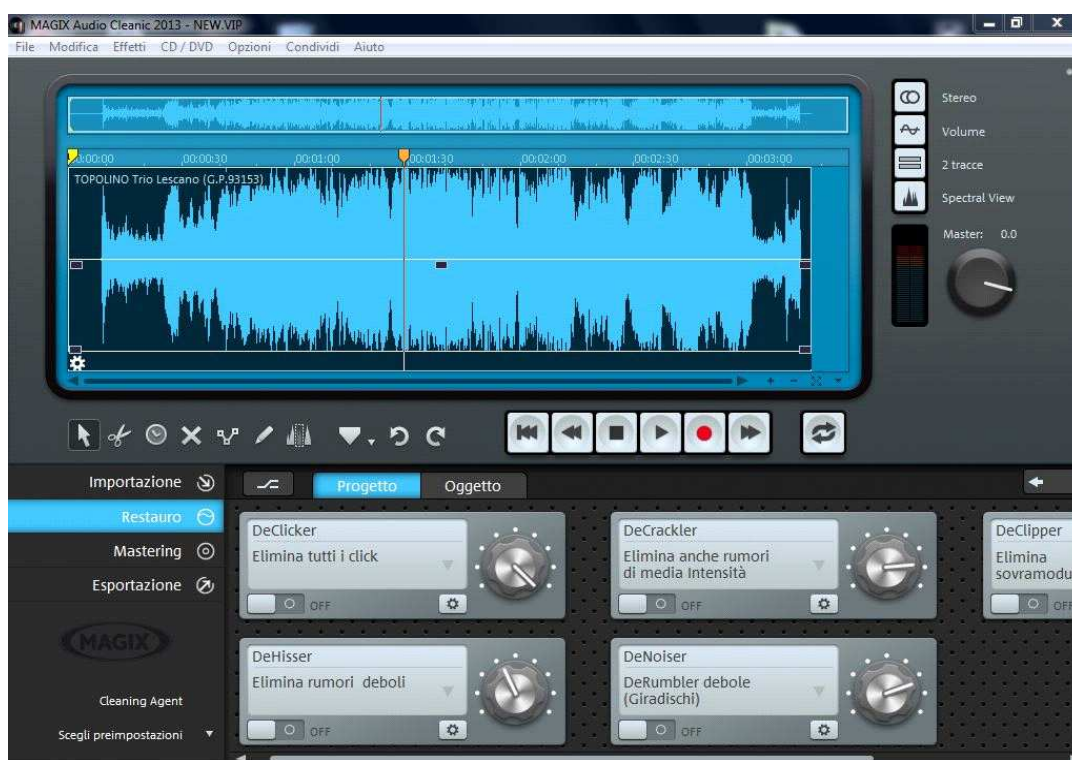 MAGIX Audio Cleanic 2013 - NEW.VIP
File Modifica Effetti CD / DVD Opzioni Condividi Aiuto
Stereo
Volume
2 tracce
Spectral View
Master: 0.0
00:00:00 00:00:30 00:01:00 00:01:30 00:02:00 00:02:30 00:03:00
TOPOLINO Trio Lescano (G.P.93153)
Importazione
Restauro
Mastering
Esportazione
MAGIX
Cleaning Agent
Scegli preimpostazioni
Progetto Oggetto
DeClicker
Elimina tutti i click
OFF
DeCrackler
Elimina anche rumori
di media Intensità
OFF
DeClipper
Elimina
sovramodu
OFF
DeHisser
Elimina rumori deboli
OFF
DeNoiser
DeRumbler debole
(Giradischi)
OFF